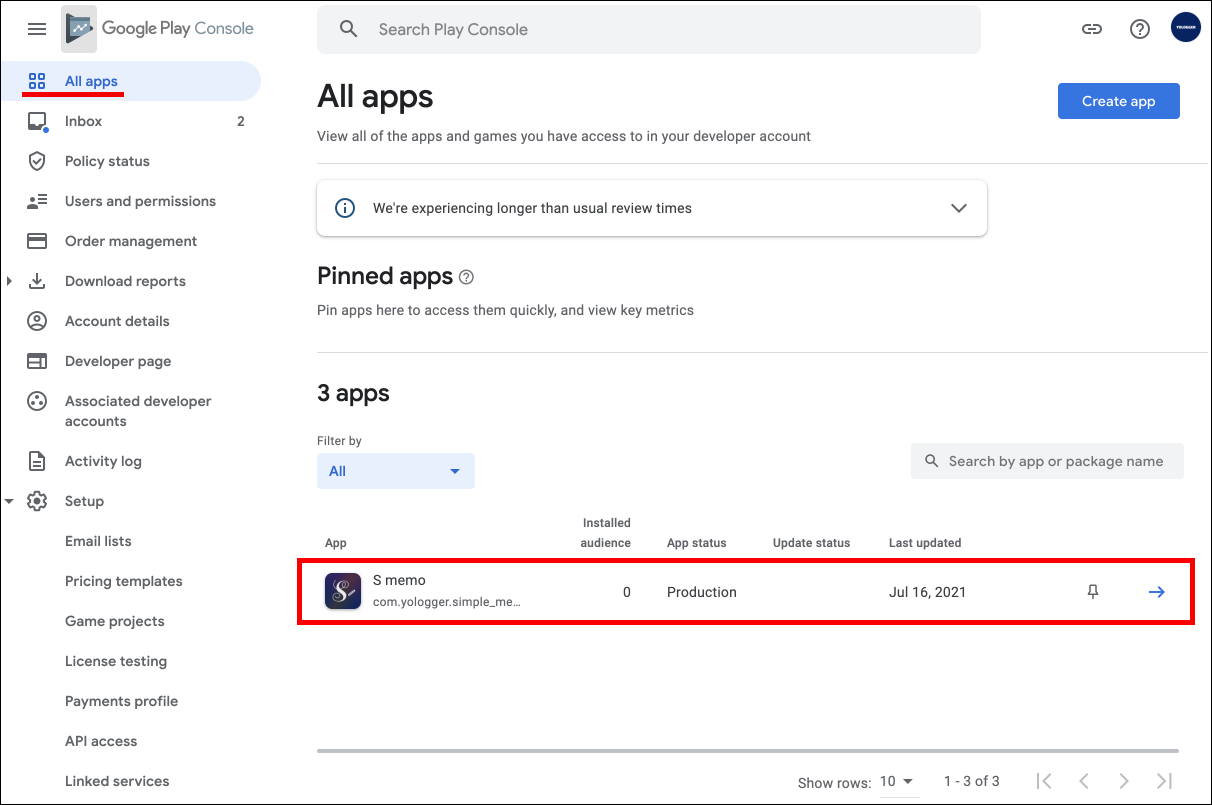 Google Play Console
Search Play Console
YOLOGGER
All apps
Inbox 2
Policy status
Users and permissions
Order management
Download reports
Account details
Developer page
Associated developer
accounts
Activity log
Setup
Email lists
Pricing templates
Game projects
License testing
Payments profile
API access
Linked services
All apps
Create app
View all of the apps and games you have access to in your developer account
We're experiencing longer than usual review times
Pinned apps
Pin apps here to access them quickly, and view key metrics
3 apps
Filter by
All
Search by app or package name
App Installed audience App status Update status Last updated
S memo 0 Production Jul 16, 2021
com.yologger.simple_me...
Show rows: 10 1 - 3 of 3